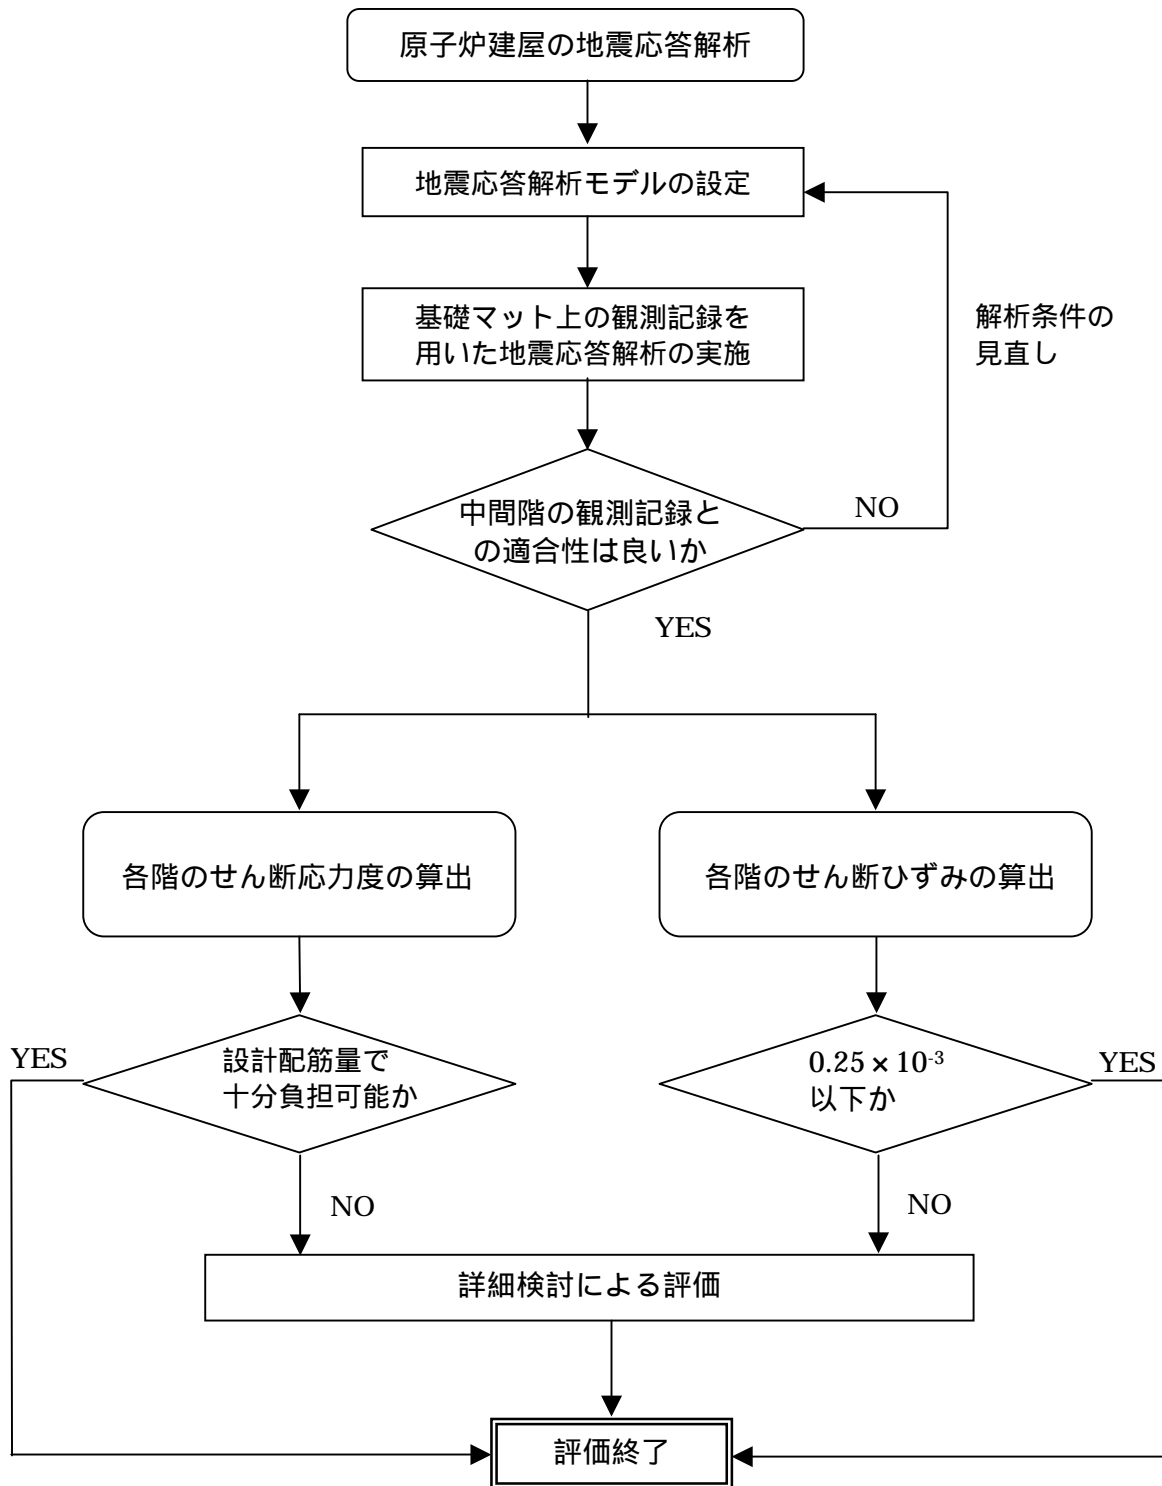 原子炉建屋の地震応答解析
地震応答解析モデルの設定
基礎マット上の観測記録を
用いた地震応答解析の実施
解析条件の
見直し
中間階の観測記録と
の適合性は良いか
NO
YES
各階のせん断応力度の算出
各階のせん断ひずみの算出
YES
設計配筋量で
十分負担可能か
0.25×10⁻³
以下か
YES
NO
NO
詳細検討による評価
評価終了